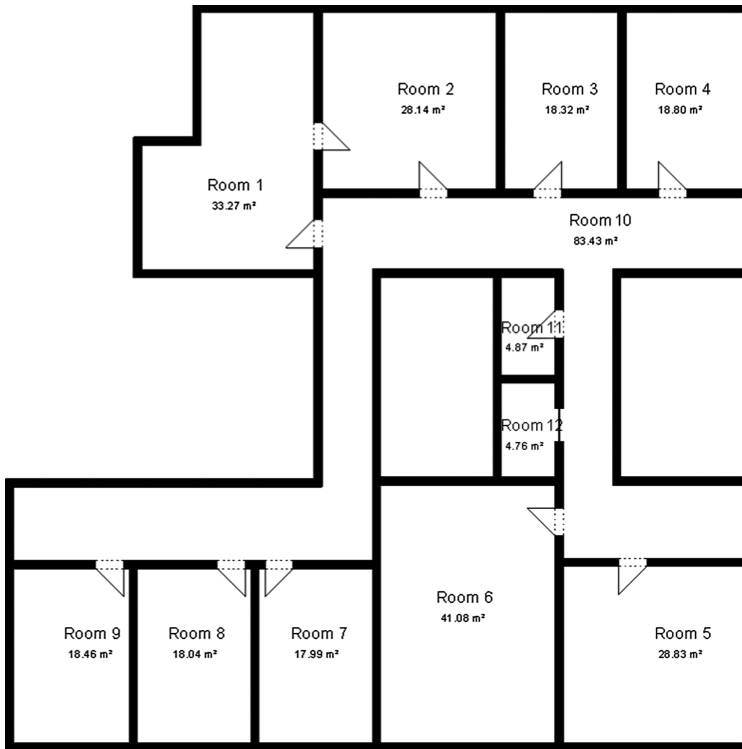 Room 2
28.14 m²
Room 3
18.32 m²
Room 4
18.80 m²
Room 1
33.27 m²
Room 10
83.43 m²
Room 11
4.87 m²
Room 12
4.76 m²
Room 6
41.08 m²
Room 9
18.46 m²
Room 8
18.04 m²
Room 7
17.99 m²
Room 5
28.83 m²